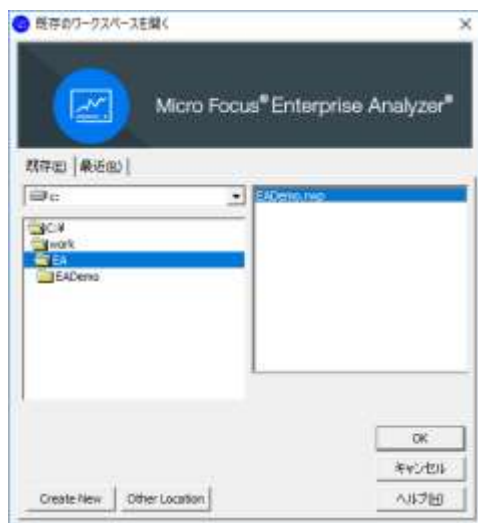 既存のワークスペースを開く
Micro Focus® Enterprise Analyzer®
既存(E) 最近(R)
c:
EADemo.rwp
C:¥
work
EA
EADemo
OK
キャンセル
Create New Other Location ヘルプ(H)